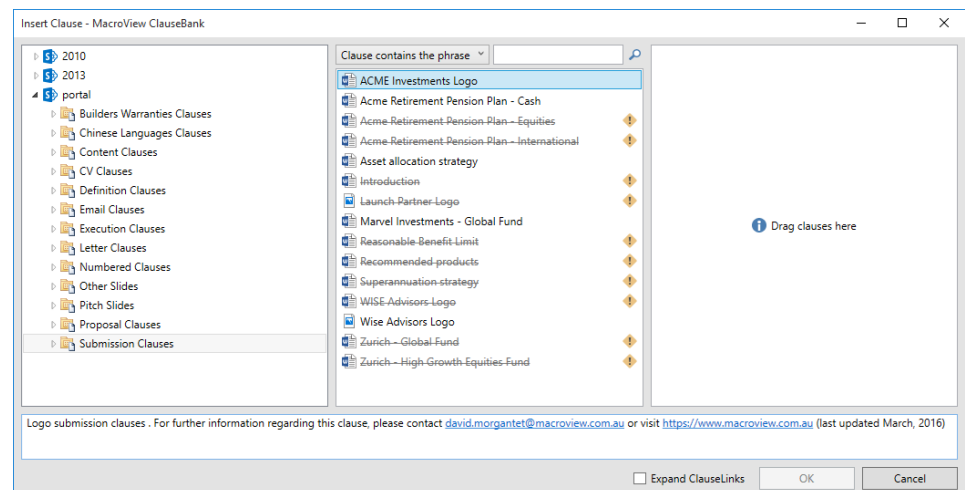 Insert Clause - MacroView ClauseBank
2010
2013
portal
Builders Warranties Clauses
Chinese Languages Clauses
Content Clauses
CV Clauses
Definition Clauses
Email Clauses
Execution Clauses
Letter Clauses
Numbered Clauses
Other Slides
Pitch Slides
Proposal Clauses
Submission Clauses
Clause contains the phrase
ACME Investments Logo
Acme Retirement Pension Plan - Cash
Acme Retirement Pension Plan - Equities
Acme Retirement Pension Plan - International
Asset allocation strategy
Introduction
Launch Partner Logo
Marvel Investments - Global Fund
Reasonable Benefit Limit
Recommended products
Superannuation strategy
WISE Advisors Logo
Wise Advisors Logo
Zurich - Global Fund
Zurich - High Growth Equities Fund
Drag clauses here
Logo submission clauses . For further information regarding this clause, please contact david.morgantet@macroview.com.au or visit https://www.macroview.com.au (last updated March, 2016)
Expand ClauseLinks
OK
Cancel